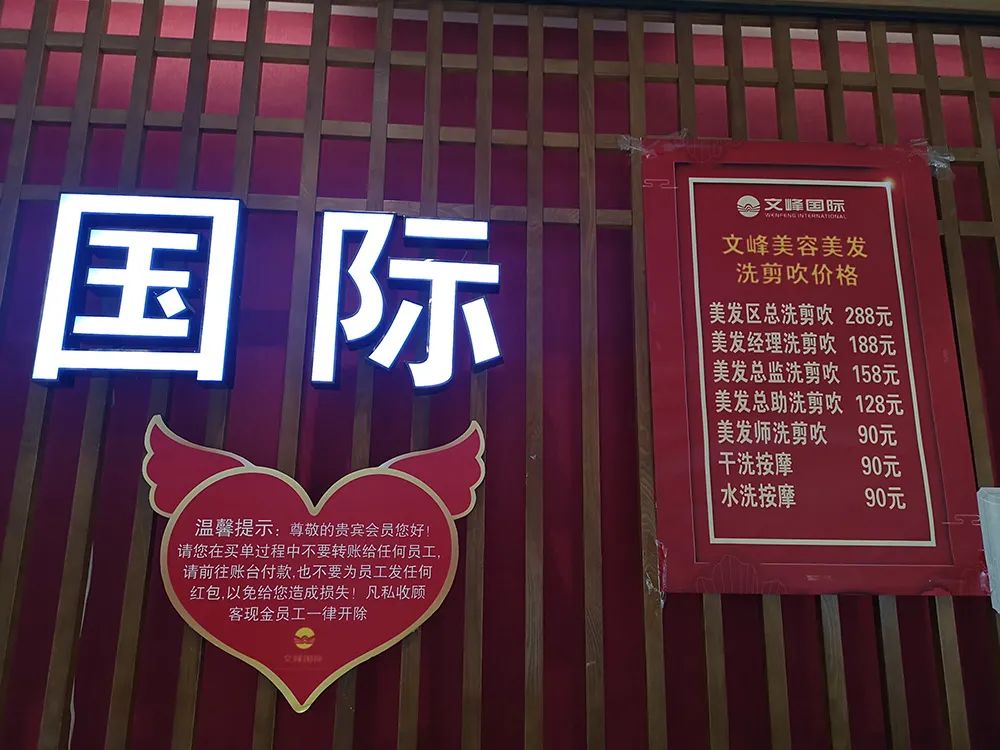 国际
温馨提示：尊敬的贵宾会员您好！
请您在买单过程中不要转账给任何员工,
请前往账台付款,也不要为员工发任何
红包,以免给您造成损失！凡私收顾
客现金员工一律开除
文峰国际
文峰国际
WENFENG INTERNATIONAL
文峰美容美发
洗剪吹价格
美发区总洗剪吹 288元
美发经理洗剪吹 188元
美发总监洗剪吹 158元
美发总助洗剪吹 128元
美发师洗剪吹 90元
干洗按摩 90元
水洗按摩 90元